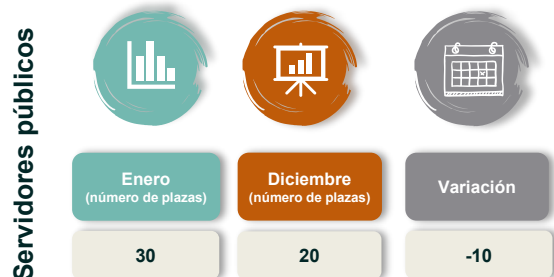 Servidores públicos
Enero
(número de plazas)
Diciembre
(número de plazas)
Variación
30
20
-10